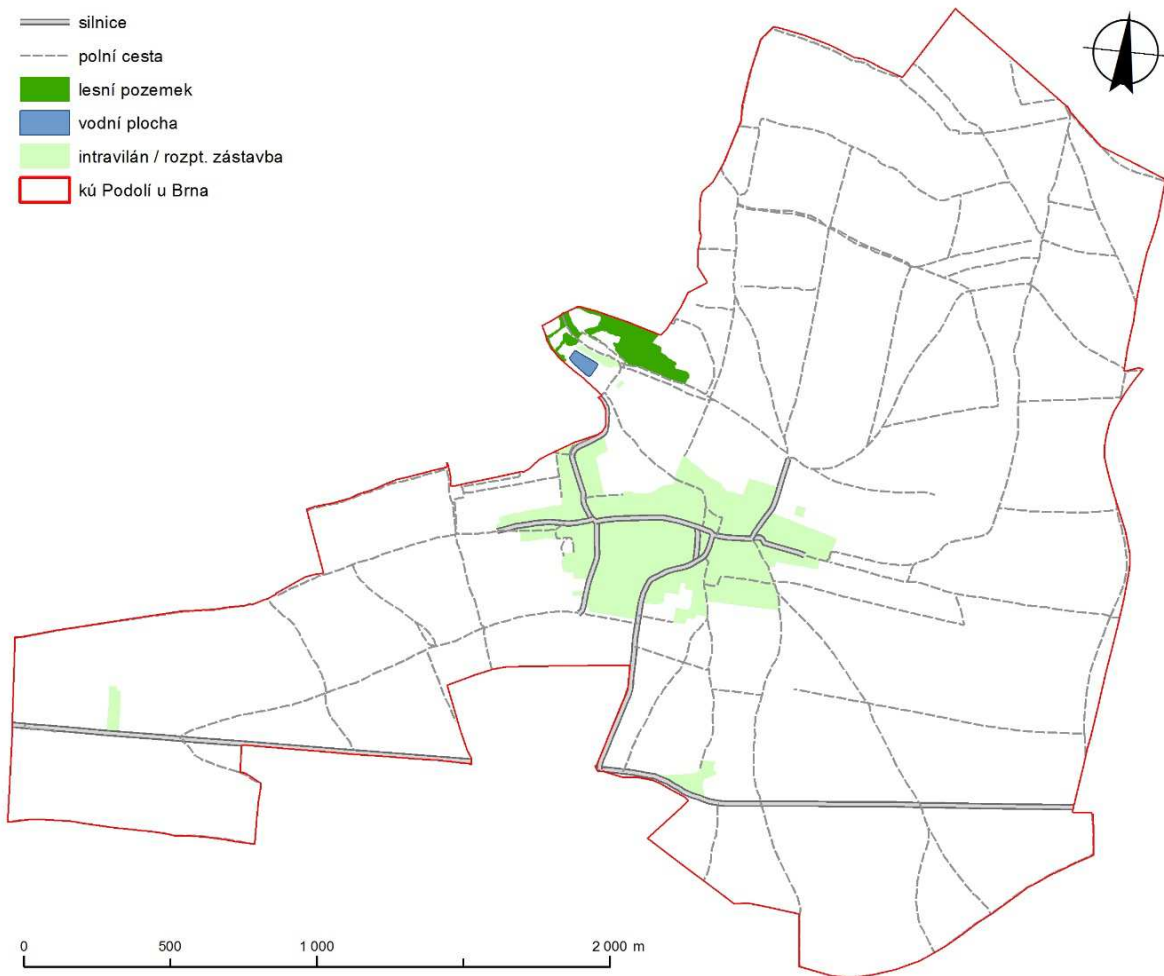 silnice
polní cesta
lesní pozemek
vodní plocha
intravilán / rozpt. zástavba
kú Podolí u Brna
0 500 1 000 2 000 m